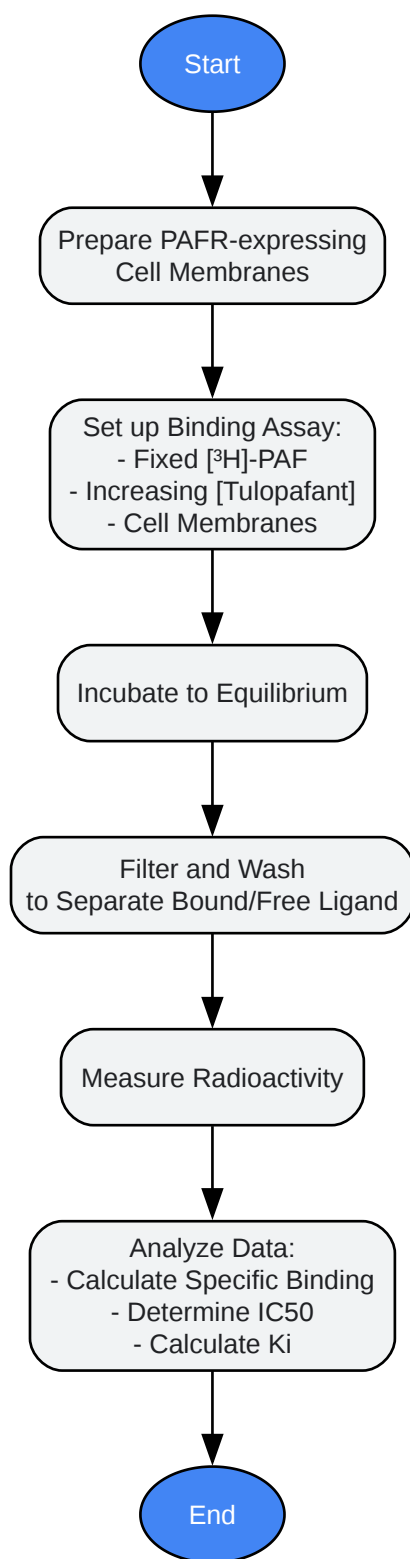 Start
Prepare PAFR-expressing
Cell Membranes
Set up Binding Assay:
- Fixed [³H]-PAF
- Increasing [Tulopafant]
- Cell Membranes
Incubate to Equilibrium
Filter and Wash
to Separate Bound/Free Ligand
Measure Radioactivity
Analyze Data:
- Calculate Specific Binding
- Determine IC50
- Calculate Ki
End